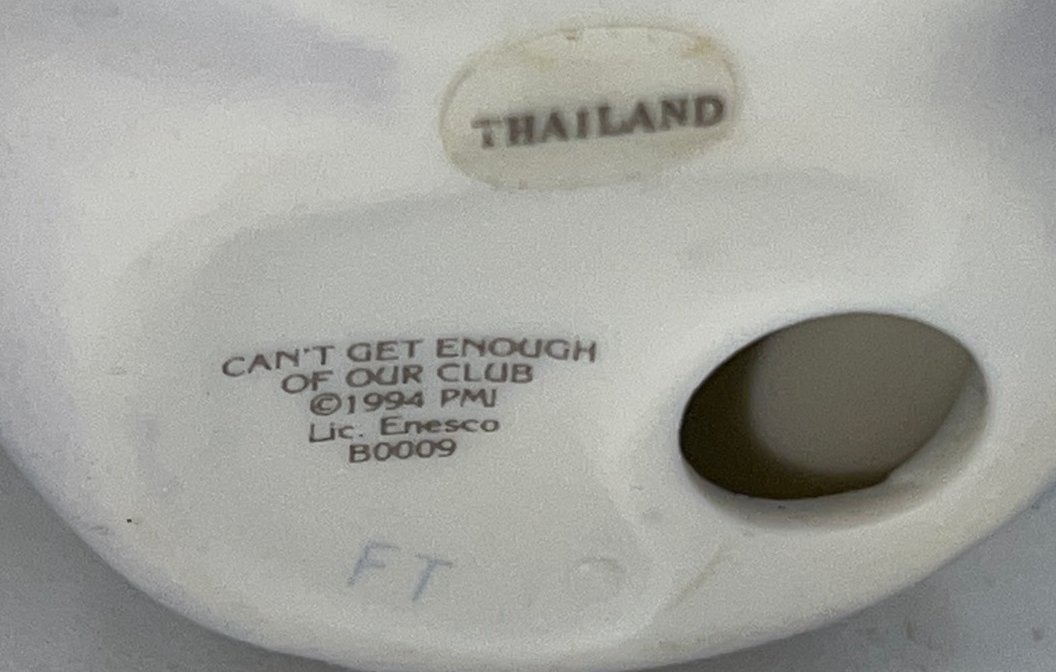 THAILAND
CAN'T GET ENOUGH
OF OUR CLUB
©1994 PMI
Lic. Enesco
B0009
FT